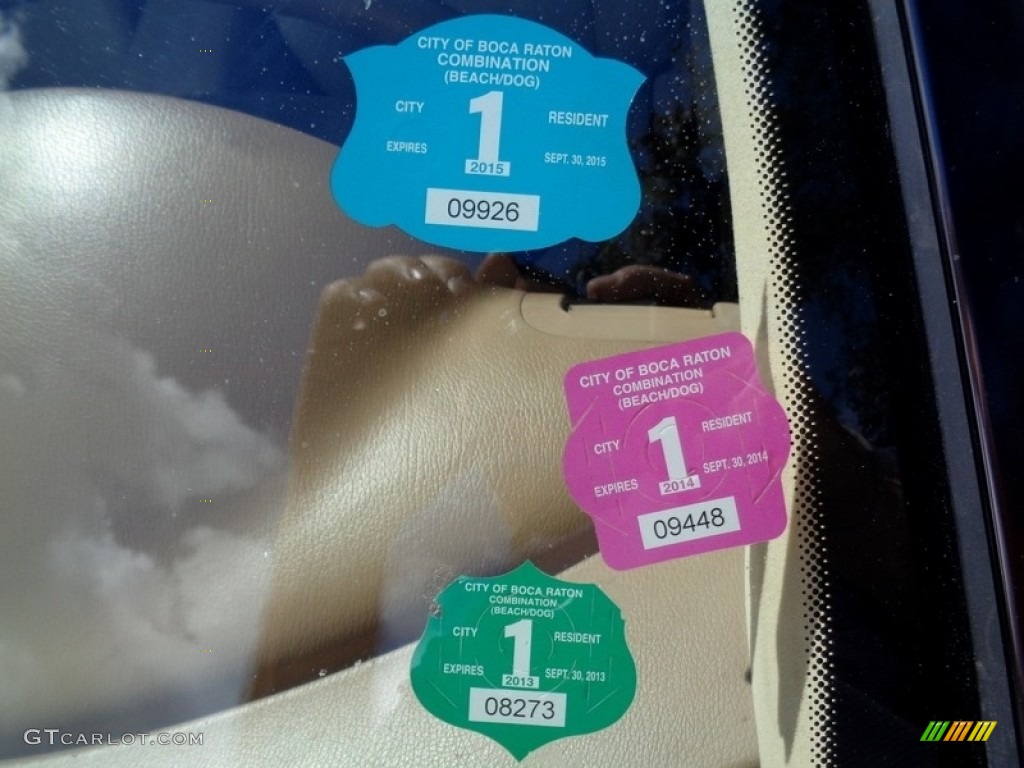 CITY OF BOCA RATON
COMBINATION
(BEACH/DOG)
CITY 1 RESIDENT
EXPIRES 2015 SEPT. 30, 2015
09926
CITY OF BOCA RATON
COMBINATION
(BEACH/DOG)
CITY 1 RESIDENT
EXPIRES 2014 SEPT. 30, 2014
09448
CITY OF BOCA RATON
COMBINATION
(BEACH/DOG)
CITY 1 RESIDENT
EXPIRES 2013 SEPT. 30, 2013
08273
GTCARLOT.COM